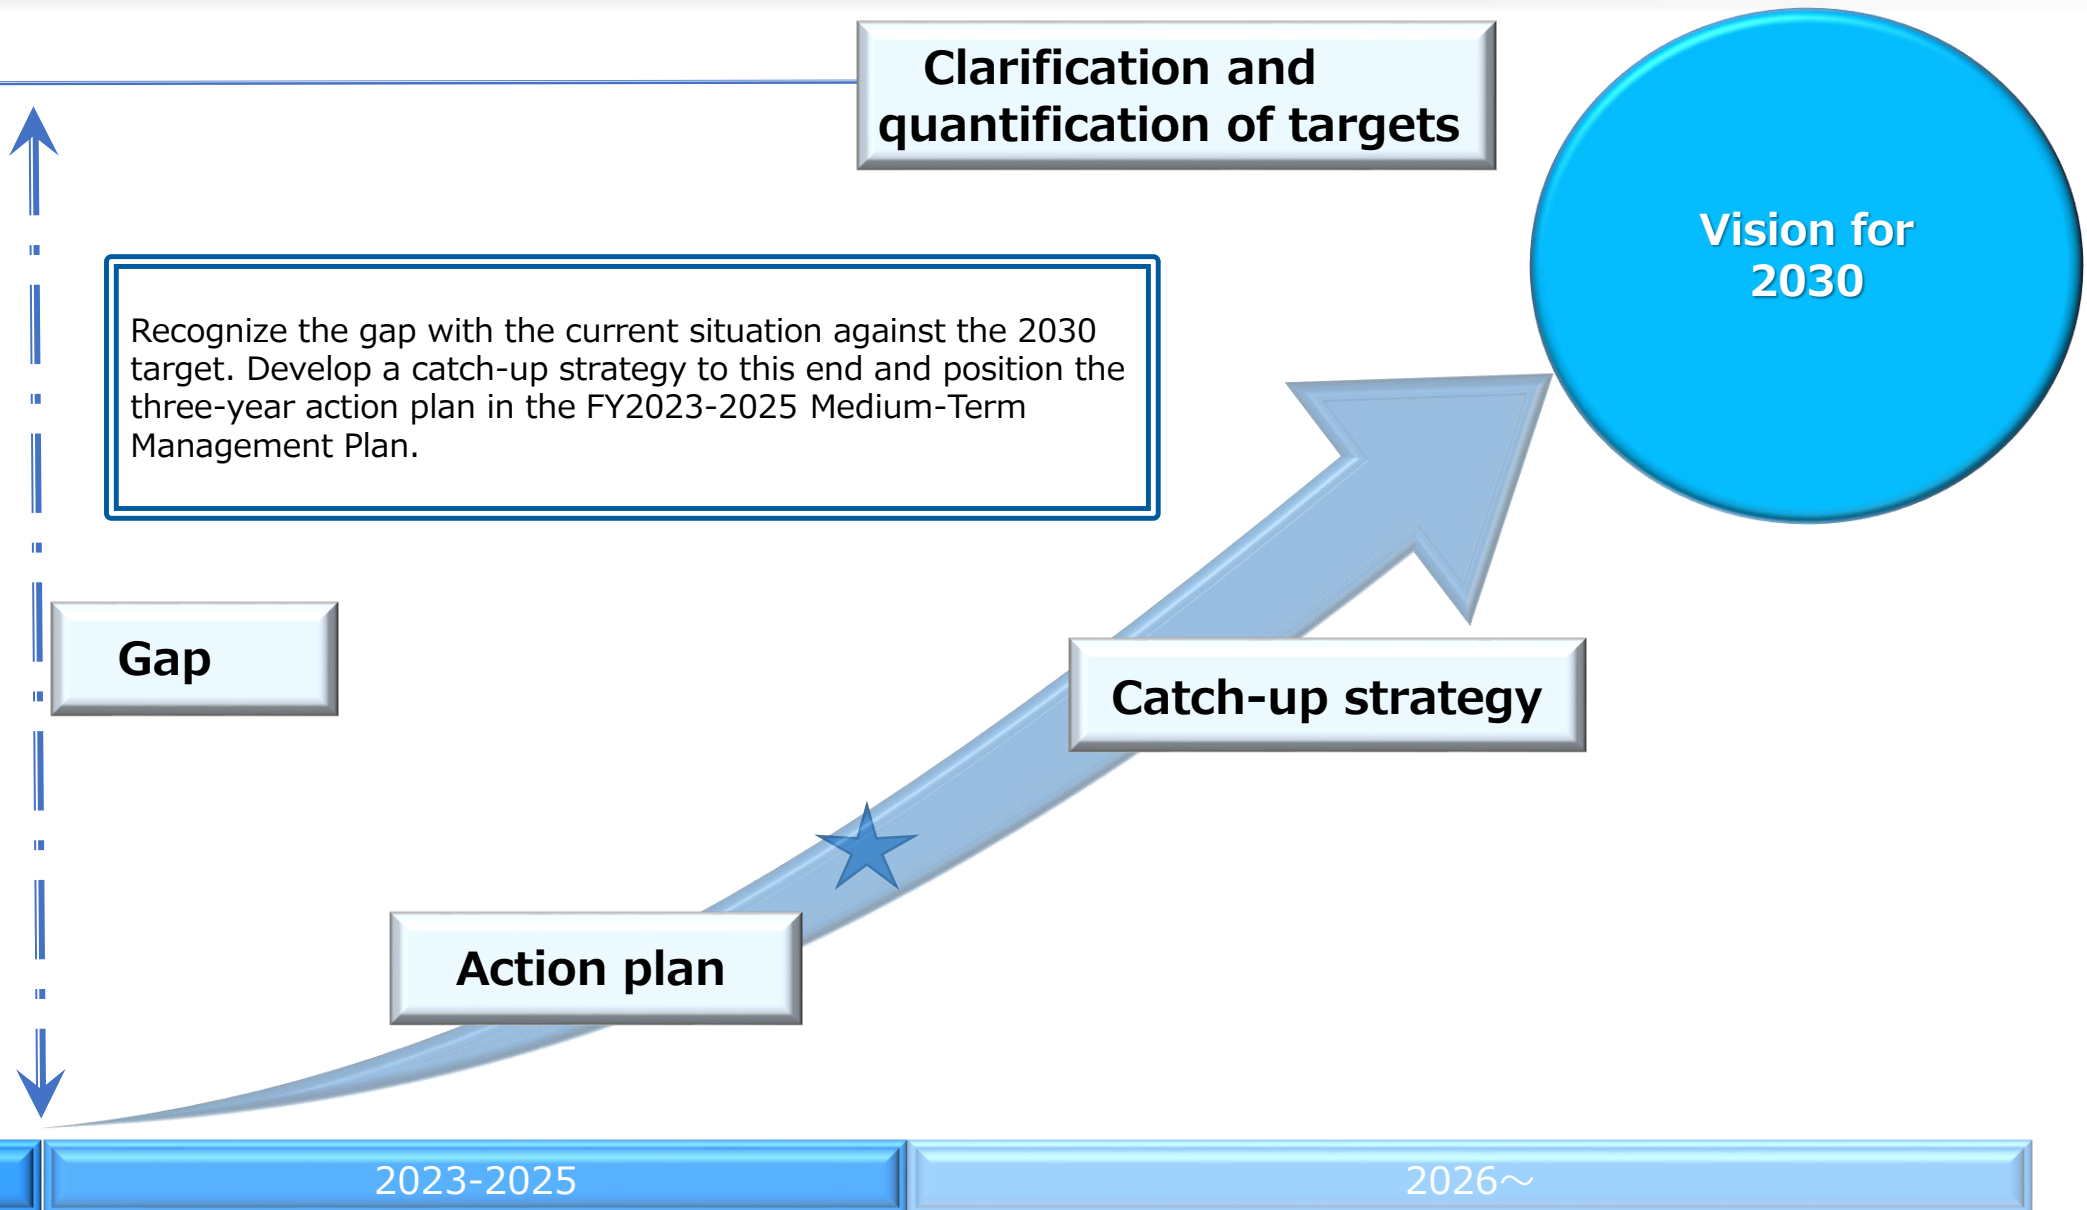 Clarification and
quantification of targets
Vision for
2030
Recognize the gap with the current situation against the 2030
target. Develop a catch-up strategy to this end and position the
three-year action plan in the FY2023-2025 Medium-Term
Management Plan.
Gap
Catch-up strategy
Action plan
2023-2025
2026～